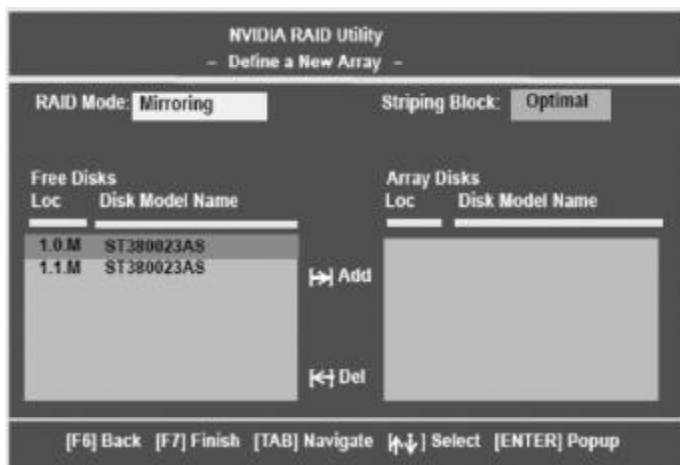 NVIDIA RAID Utility
- Define a New Array -
RAID Mode: Mirroring
Striping Block: Optimal
Free Disks
Loc Disk Model Name
1.0.M ST380023AS
1.1.M ST380023AS
[→] Add
[←] Del
Array Disks
Loc Disk Model Name
[F6] Back [F7] Finish [TAB] Navigate [↑↓] Select [ENTER] Popup